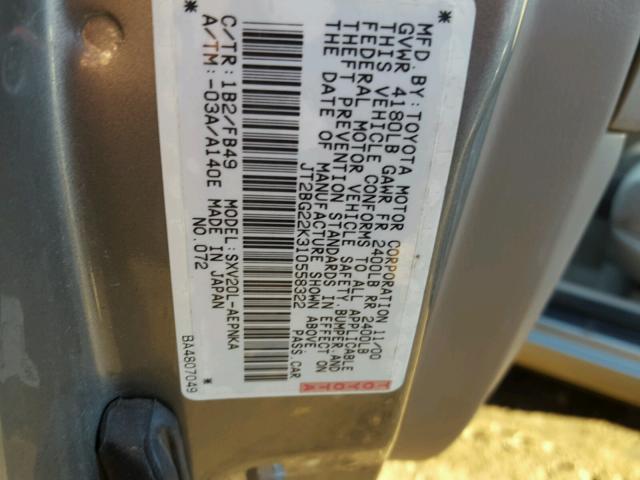 MFD. BY: TOYOTA MOTOR CORPORATION 11/00
GVWR 4180LB GAWR FR 2400LB RR 2400LB
THIS VEHICLE CONFORMS TO ALL APPLICABLE
FEDERAL MOTOR VEHICLE SAFETY, BUMPER, AND
THEFT PREVENTION STANDARDS IN EFFECT ON
THE DATE OF MANUFACTURE SHOWN ABOVE.
JT2BG22K310558322 PASS. CAR
TOYOTA
C/TR: 1B2/FB49 MODEL: SXV20L-AEPNKA
A/TM: -03A/A140E MADE IN JAPAN
NO. 072
BA4807049